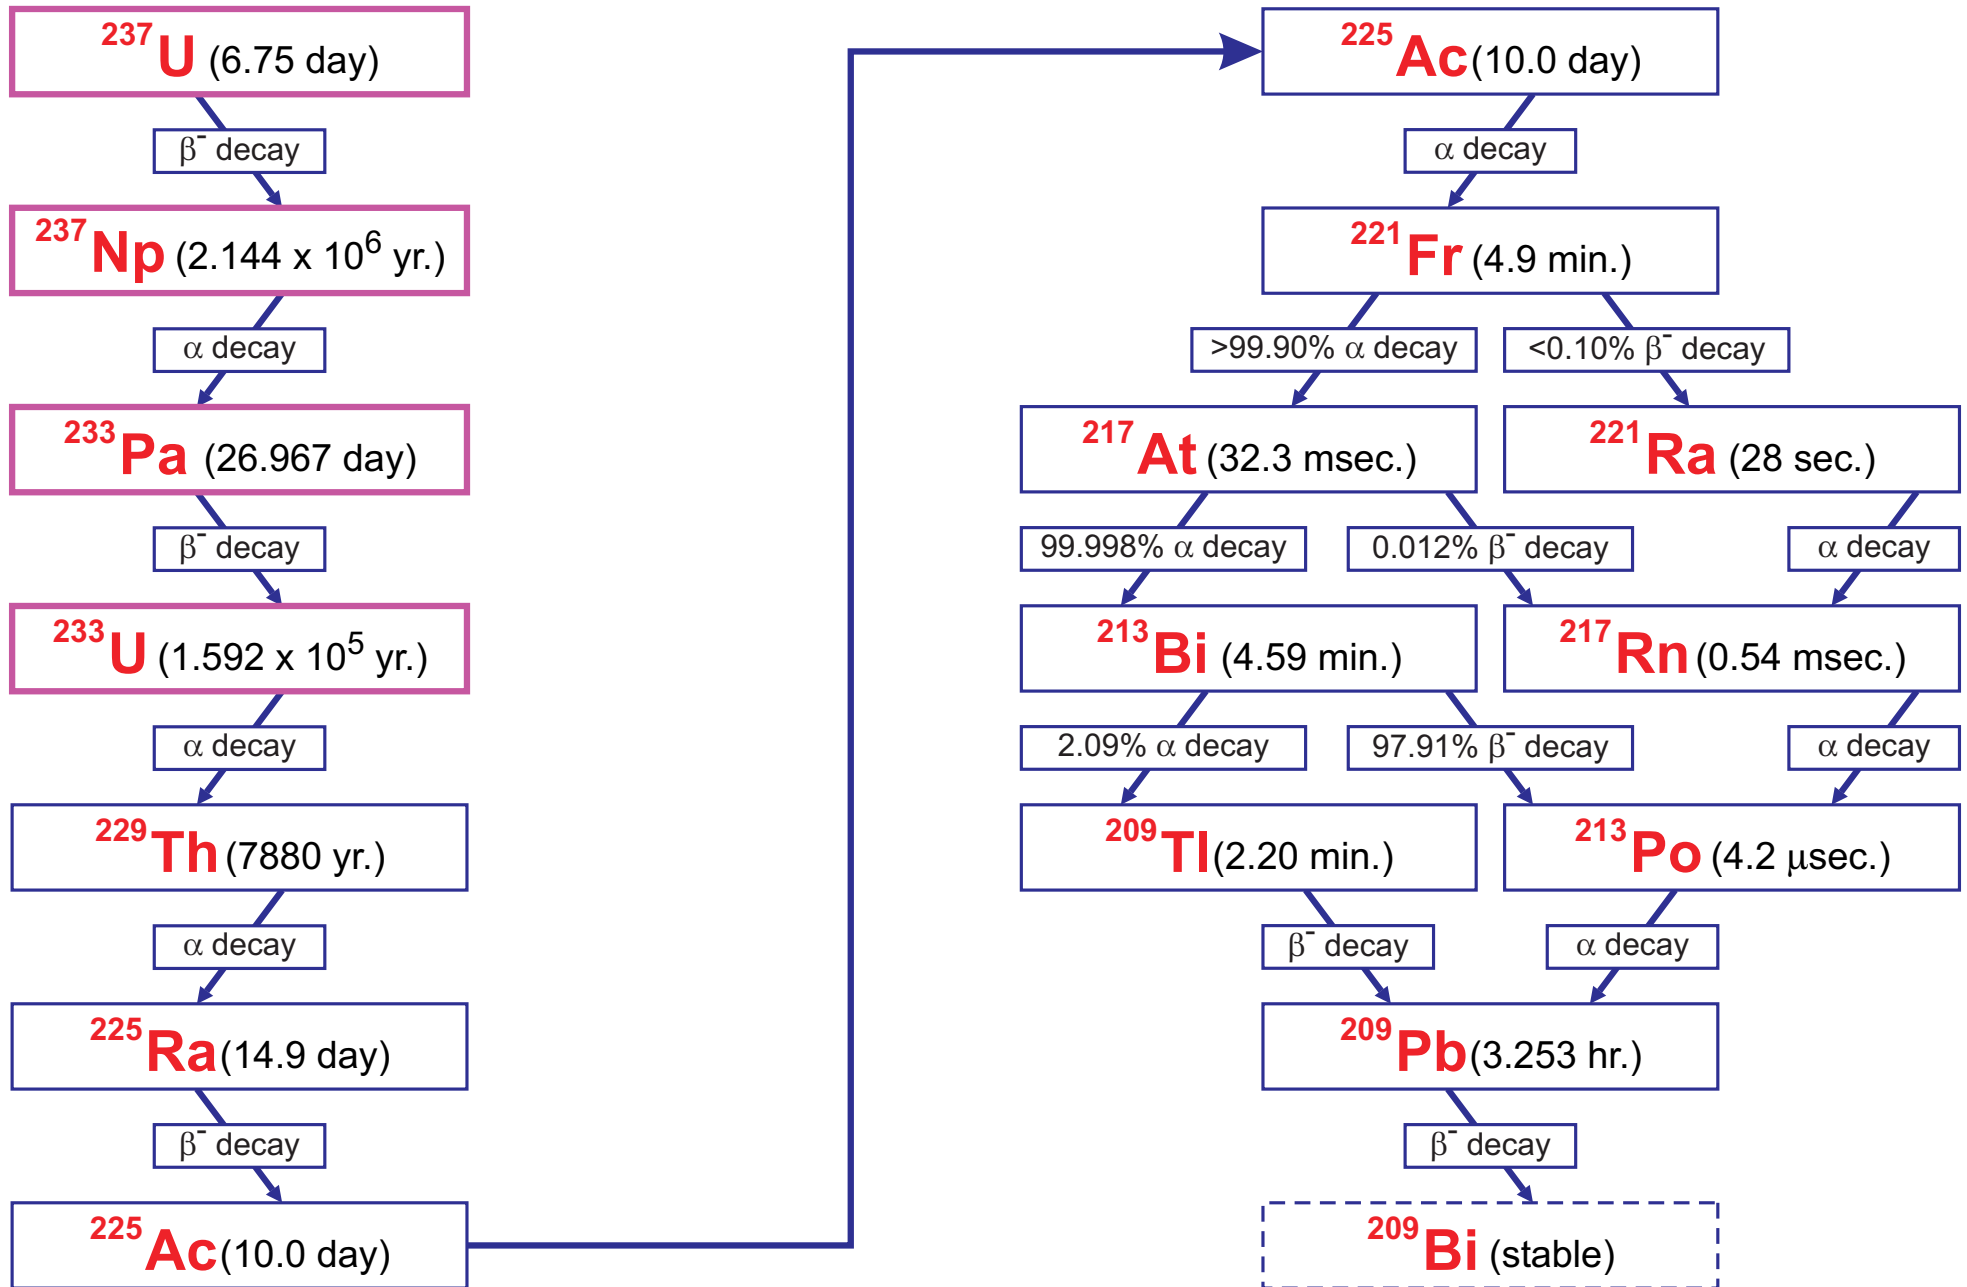 ²³⁷U (6.75 day)
β⁻ decay
²³⁷Np (2.144 x 10⁶ yr.)
α decay
²³³Pa (26.967 day)
β⁻ decay
²³³U (1.592 x 10⁵ yr.)
α decay
²²⁹Th (7880 yr.)
α decay
²²⁵Ra (14.9 day)
β⁻ decay
²²⁵Ac (10.0 day)
²²⁵Ac (10.0 day)
α decay
²²¹Fr (4.9 min.)
>99.90% α decay
<0.10% β⁻ decay
²¹⁷At (32.3 msec.)
²²¹Ra (28 sec.)
99.998% α decay
0.012% β⁻ decay
α decay
²¹³Bi (4.59 min.)
²¹⁷Rn (0.54 msec.)
2.09% α decay
97.91% β⁻ decay
α decay
²⁰⁹Tl (2.20 min.)
²¹³Po (4.2 μsec.)
β⁻ decay
α decay
²⁰⁹Pb (3.253 hr.)
β⁻ decay
²⁰⁹Bi (stable)